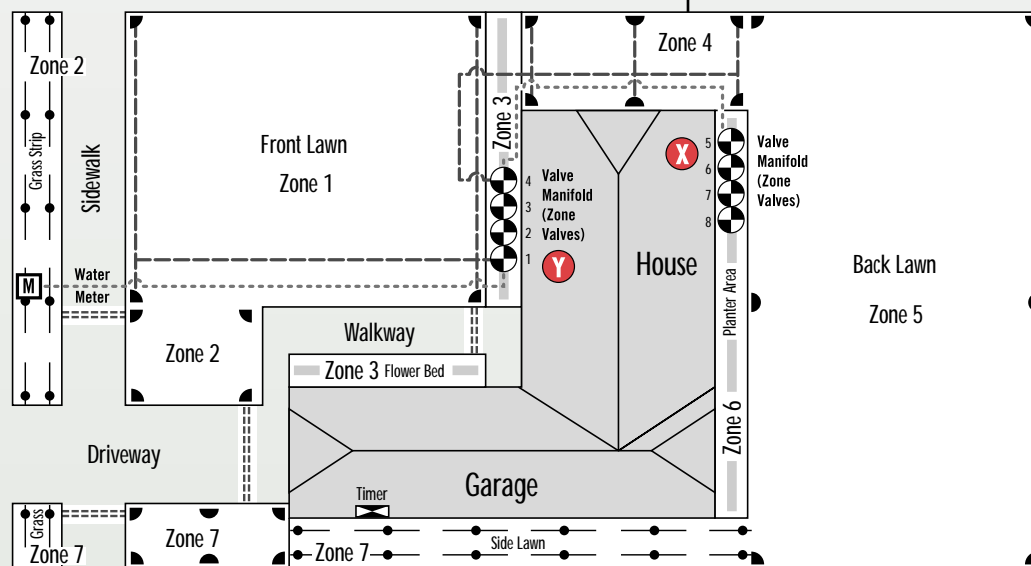 Zone 2
Grass Strip
Sidewalk
Front Lawn
Zone 1
Zone 3
Zone 4
4
3
2
1
Valve
Manifold
(Zone
Valves)
Y
X
5
6
7
8
Valve
Manifold
(Zone
Valves)
House
Back Lawn
Zone 5
M
Water
Meter
Planter Area
Zone 6
Walkway
Zone 2
Zone 3 Flower Bed
Driveway
Garage
Timer
Grass
Zone 7
Zone 7
Zone 7
Side Lawn